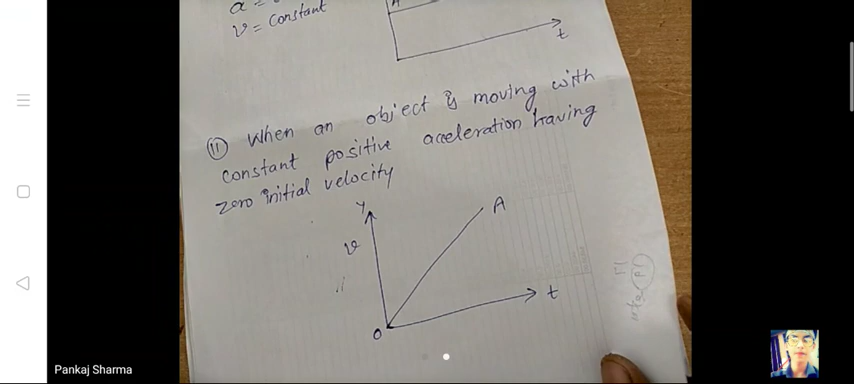 a =
v = Constant
A
t
(ii) When an object is moving with
constant positive acceleration having
zero initial velocity
y
A
v
t
O
Pankaj Sharma